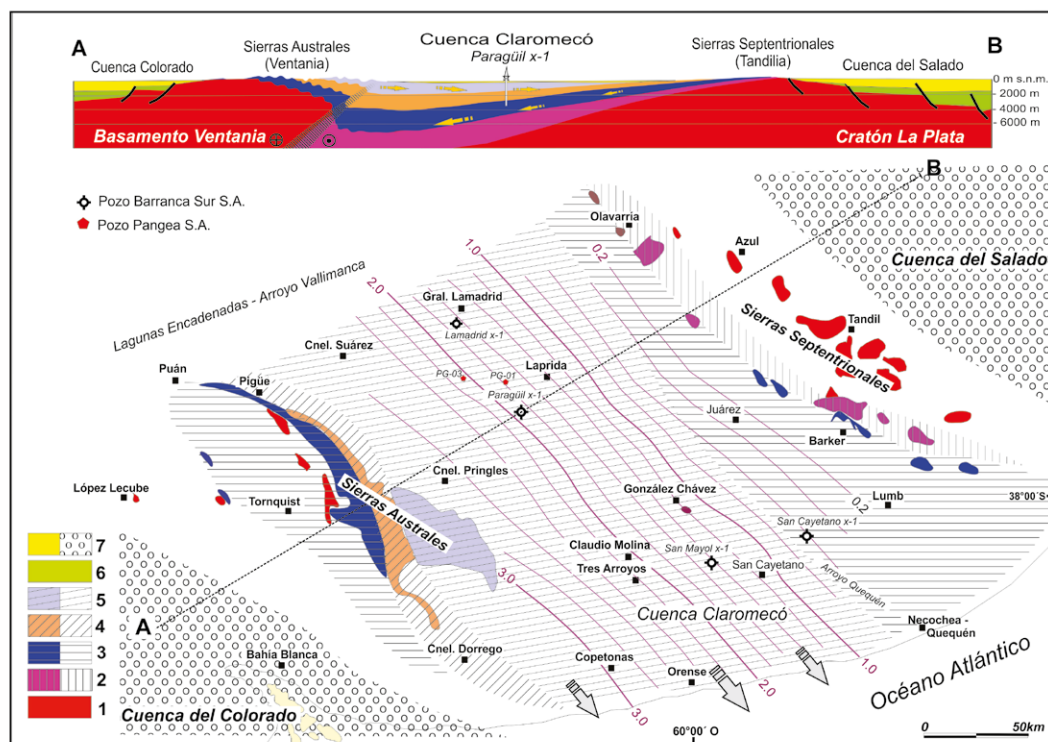 A
Sierras Australes
(Ventania)
Cuenca Colorado
Cuenca Claromecó
Paragüil x-1
Sierras Septentrionales
(Tandilia)
Cuenca del Salado
B
0 m s.n.m.
2000 m
4000 m
6000 m
Basamento Ventania
Cratón La Plata
B
Pozo Barranca Sur S.A.
Pozo Pangea S.A.
Olavarría
Azul
Cuenca del Salado
Lagunas Encadenadas - Arroyo Vallimanca
2.0
1.0
0.2
Gral. Lamadrid
Lamadrid x-1
Cnel. Suárez
Tandil
Sierras Septentrionales
Puán
Pigüe
PG-03
PG-01
Laprida
Paragüil x-1
Juárez
Barker
Cnel. Pringles
López Lecube
Tornquist
Sierras Australes
González Chávez
0.2
Lumb
38°00´S
San Cayetano x-1
Claudio Molina
San Mayol x-1
Tres Arroyos
San Cayetano
Arroyo Quequén
3.0
Cuenca Claromecó
Necochea -
Quequén
7
6
5
4
3
2
1
A
Bahía Blanca
Cnel. Dorrego
Copetonas
Orense
1.0
2.0
3.0
Océano Atlántico
Cuenca del Colorado
60°00´ O
0 50km